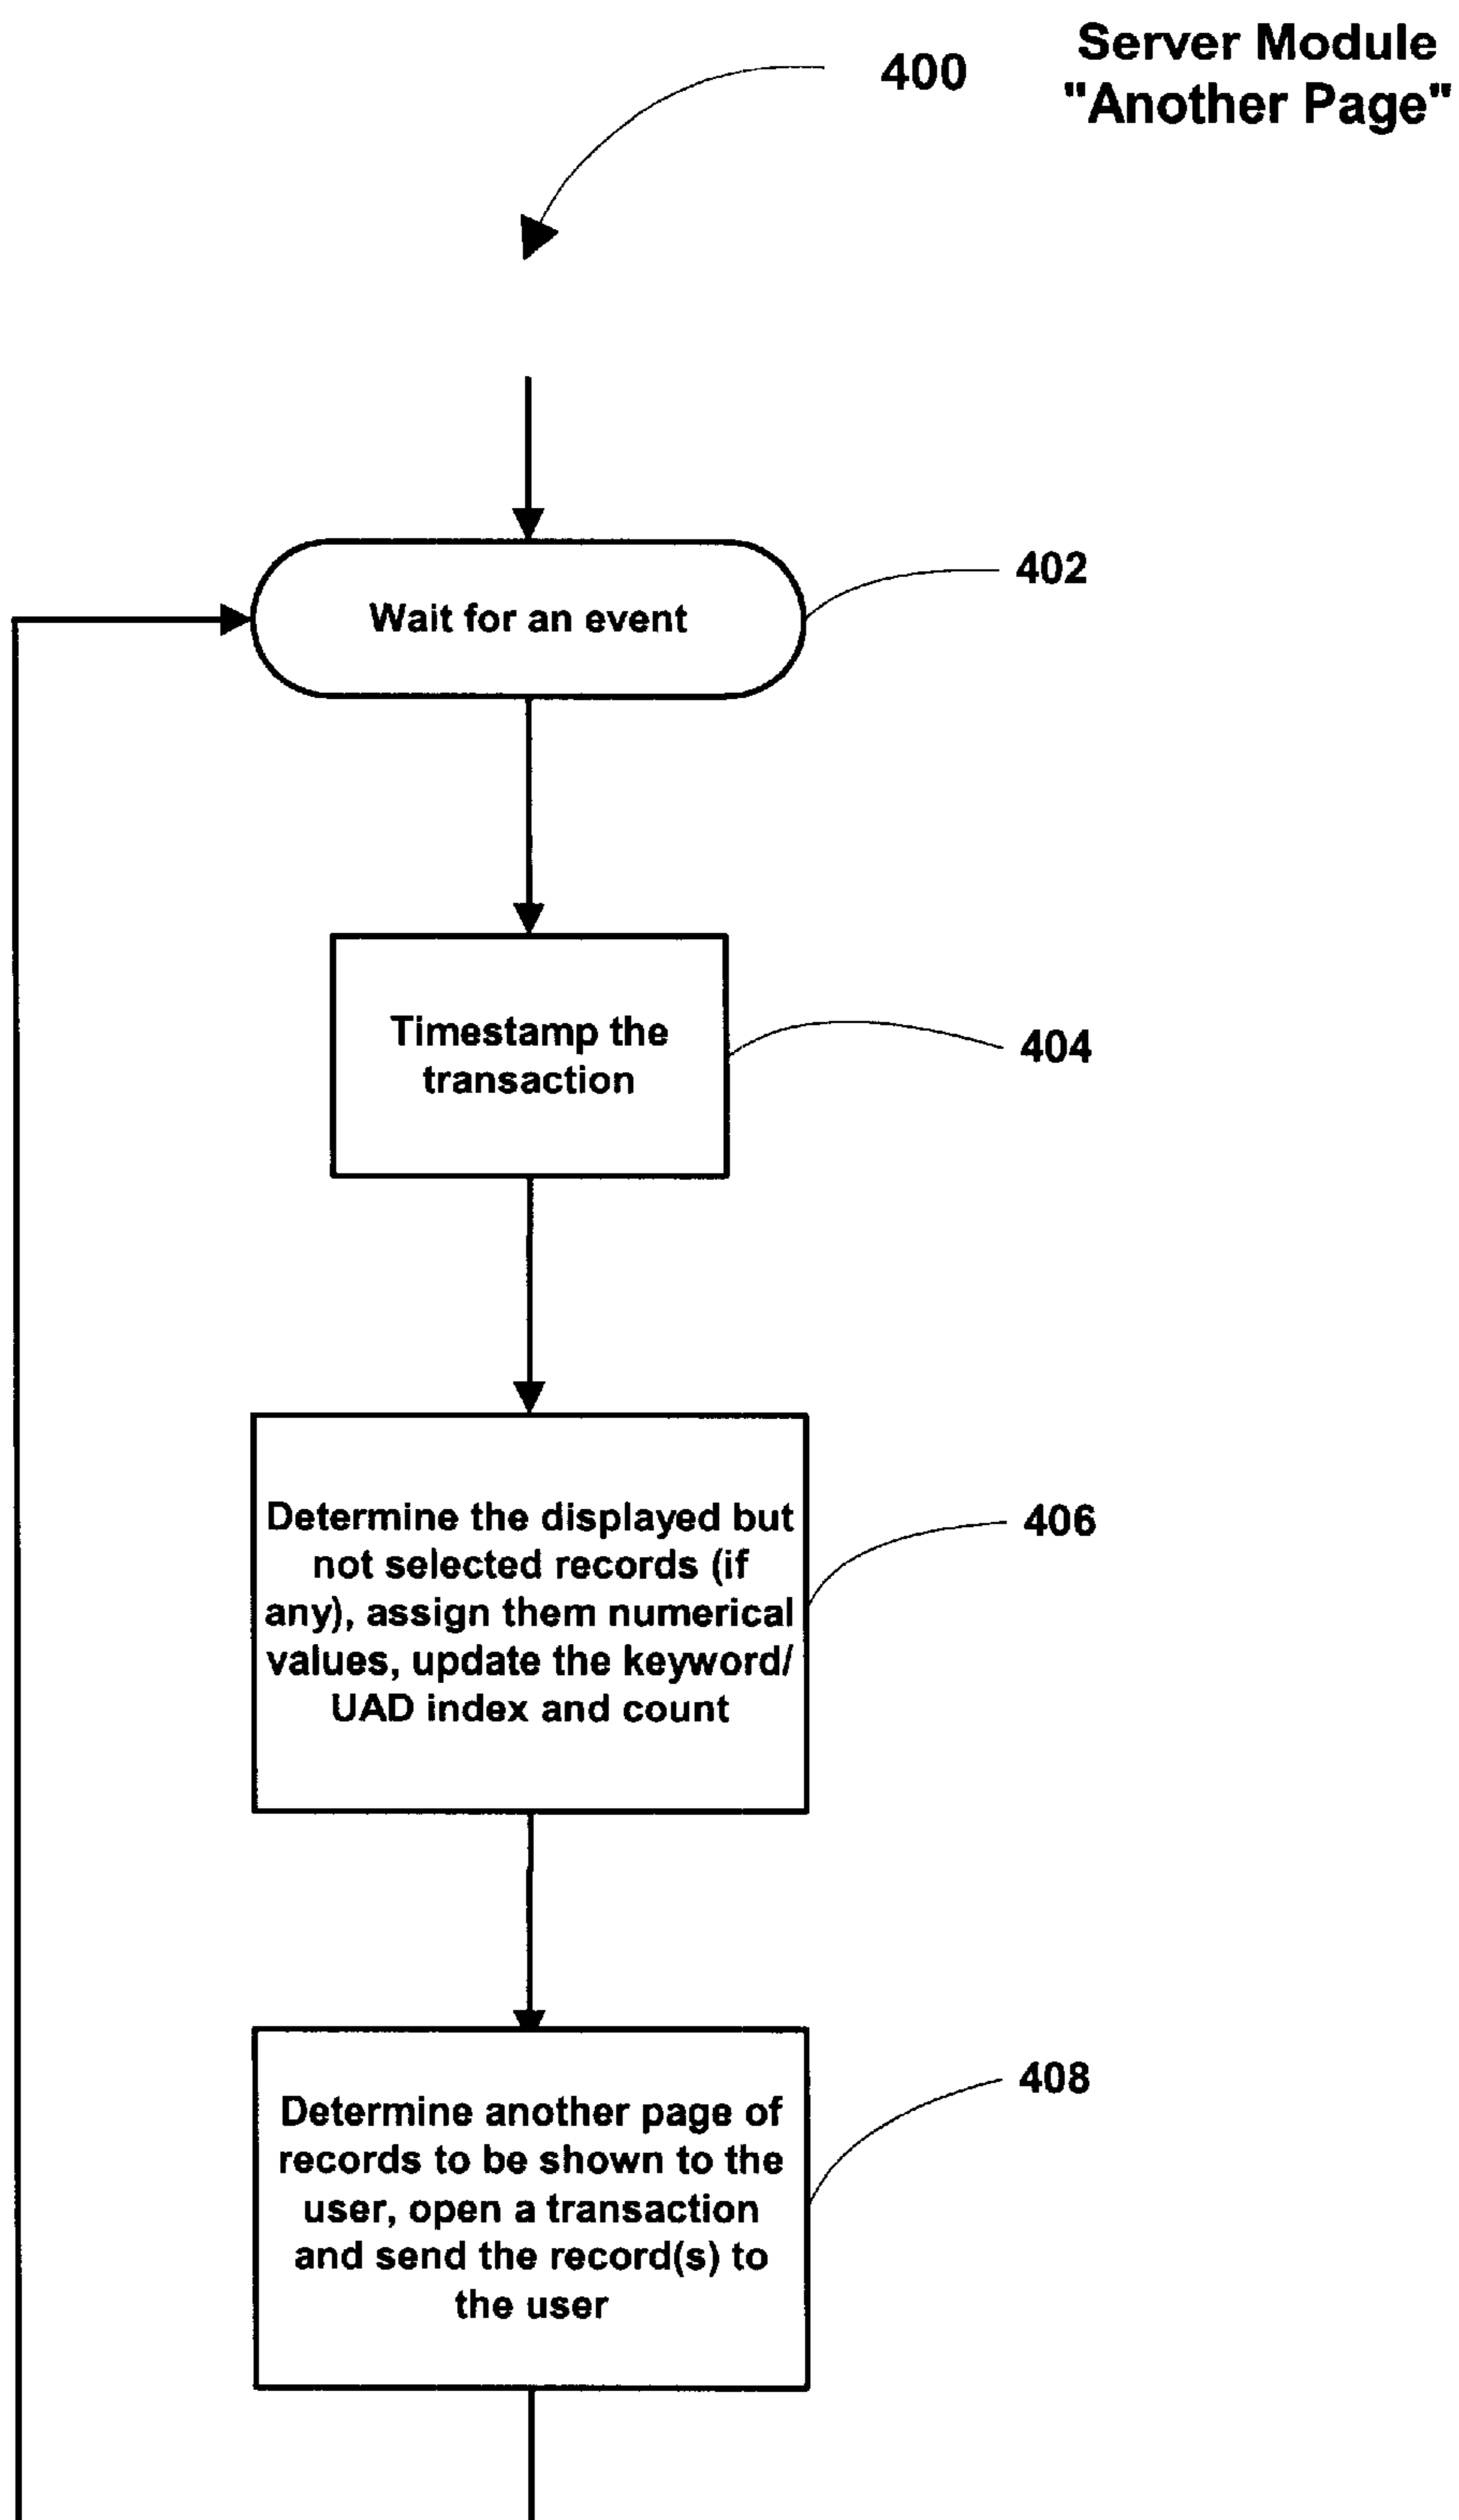 Server Module
"Another Page"
400
Wait for an event
402
Timestamp the
transaction
404
Determine the displayed but
not selected records (if
any), assign them numerical
values, update the keyword/
UAD index and count
406
Determine another page of
records to be shown to the
user, open a transaction
and send the record(s) to
the user
408